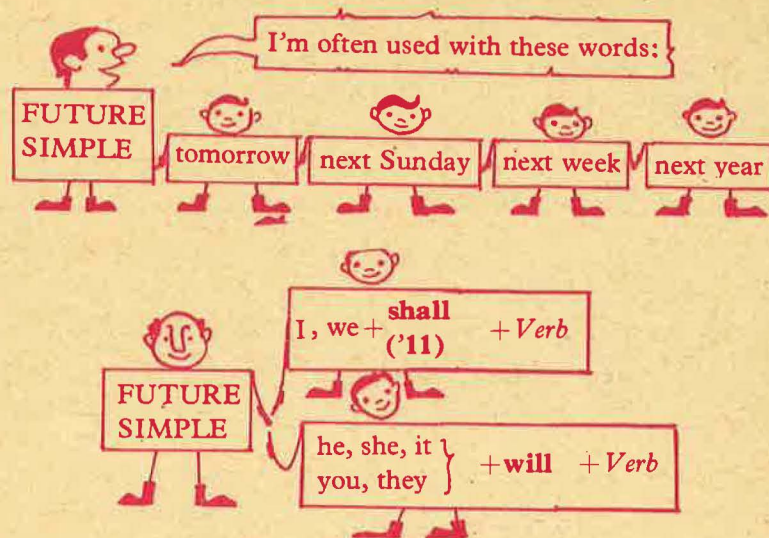 I'm often used with these words:
FUTURE
SIMPLE
tomorrow
next Sunday
next week
next year
I, we + shall + Verb
('11)
FUTURE
SIMPLE
he, she, it
you, they } + will + Verb